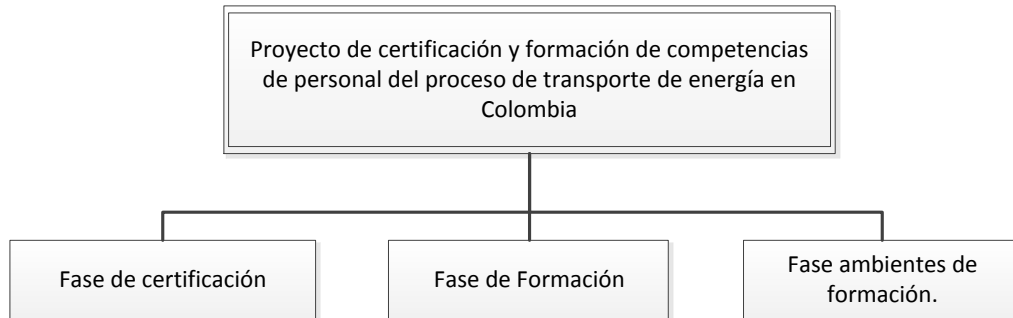 Proyecto de certificación y formación de competencias
de personal del proceso de transporte de energía en
Colombia
Fase de certificación
Fase de Formación
Fase ambientes de
formación.